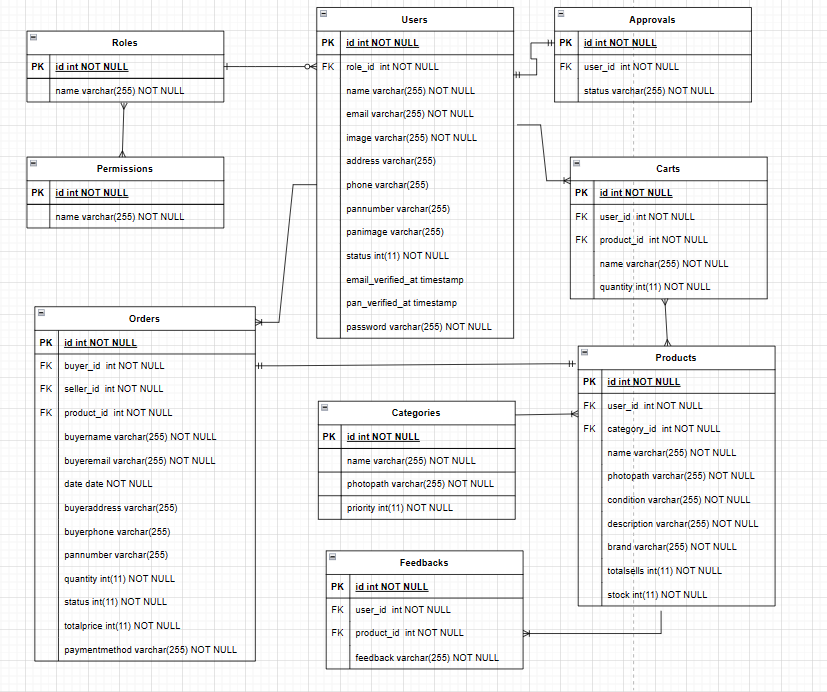 Roles
PK id int NOT NULL
name varchar(255) NOT NULL
Permissions
PK id int NOT NULL
name varchar(255) NOT NULL
Users
PK id int NOT NULL
FK role_id int NOT NULL
name varchar(255) NOT NULL
email varchar(255) NOT NULL
image varchar(255) NOT NULL
address varchar(255)
phone varchar(255)
pannumber varchar(255)
panimage varchar(255)
status int(11) NOT NULL
email_verified_at timestamp
pan_verified_at timestamp
password varchar(255) NOT NULL
Approvals
PK id int NOT NULL
FK user_id int NOT NULL
status varchar(255) NOT NULL
Carts
PK id int NOT NULL
FK user_id int NOT NULL
FK product_id int NOT NULL
name varchar(255) NOT NULL
quantity int(11) NOT NULL
Orders
PK id int NOT NULL
FK buyer_id int NOT NULL
FK seller_id int NOT NULL
FK product_id int NOT NULL
buyername varchar(255) NOT NULL
buyeremail varchar(255) NOT NULL
date date NOT NULL
buyeraddress varchar(255)
buyerphone varchar(255)
pannumber varchar(255)
quantity int(11) NOT NULL
status int(11) NOT NULL
totalprice int(11) NOT NULL
paymentmethod varchar(255) NOT NULL
Categories
PK id int NOT NULL
name varchar(255) NOT NULL
photopath varchar(255) NOT NULL
priority int(11) NOT NULL
Products
PK id int NOT NULL
FK user_id int NOT NULL
FK category_id int NOT NULL
name varchar(255) NOT NULL
photopath varchar(255) NOT NULL
condition varchar(255) NOT NULL
description varchar(255) NOT NULL
brand varchar(255) NOT NULL
totalsells int(11) NOT NULL
stock int(11) NOT NULL
Feedbacks
PK id int NOT NULL
FK user_id int NOT NULL
FK product_id int NOT NULL
feedback varchar(255) NOT NULL